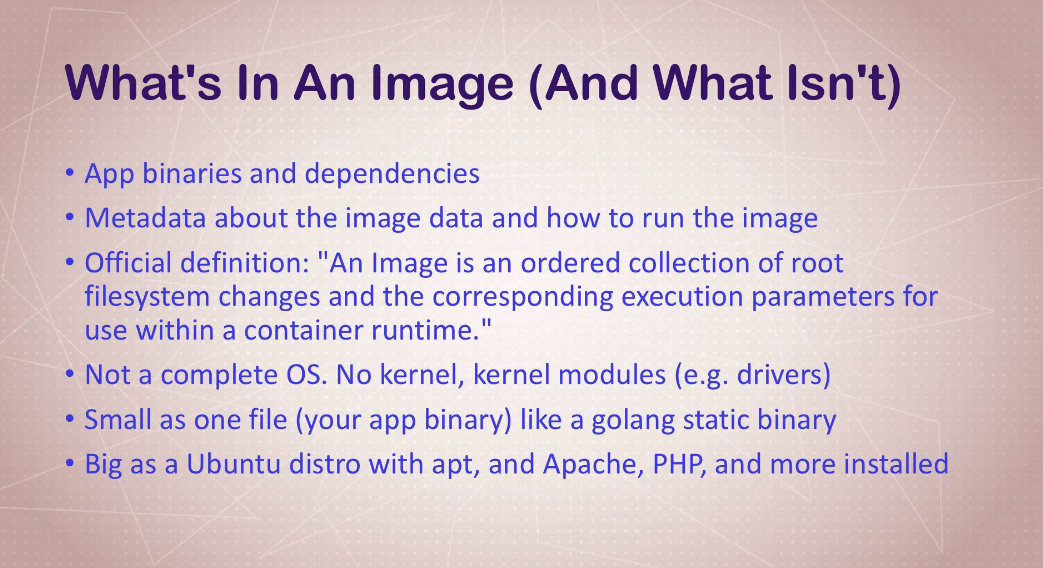 What's In An Image (And What Isn't)
• App binaries and dependencies
• Metadata about the image data and how to run the image
• Official definition: "An Image is an ordered collection of root
filesystem changes and the corresponding execution parameters for
use within a container runtime."
• Not a complete OS. No kernel, kernel modules (e.g. drivers)
• Small as one file (your app binary) like a golang static binary
• Big as a Ubuntu distro with apt, and Apache, PHP, and more installed